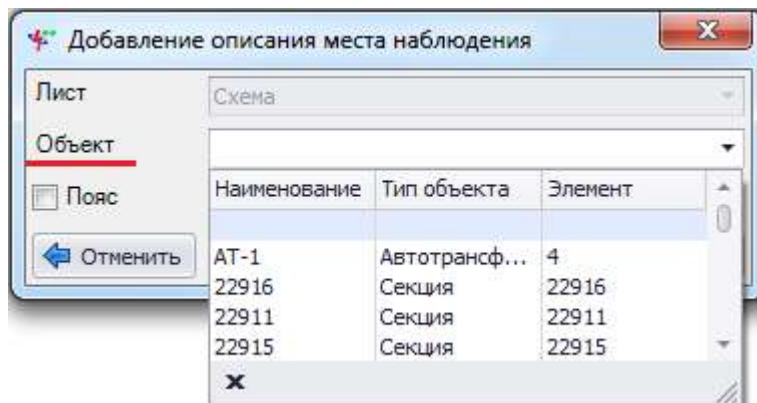 Добавление описания места наблюдения
Лист Схема
Объект
Пояс
Наименование Тип объекта Элемент
Отменить
АТ-1 Автотрансф... 4
22916 Секция 22916
22911 Секция 22911
22915 Секция 22915